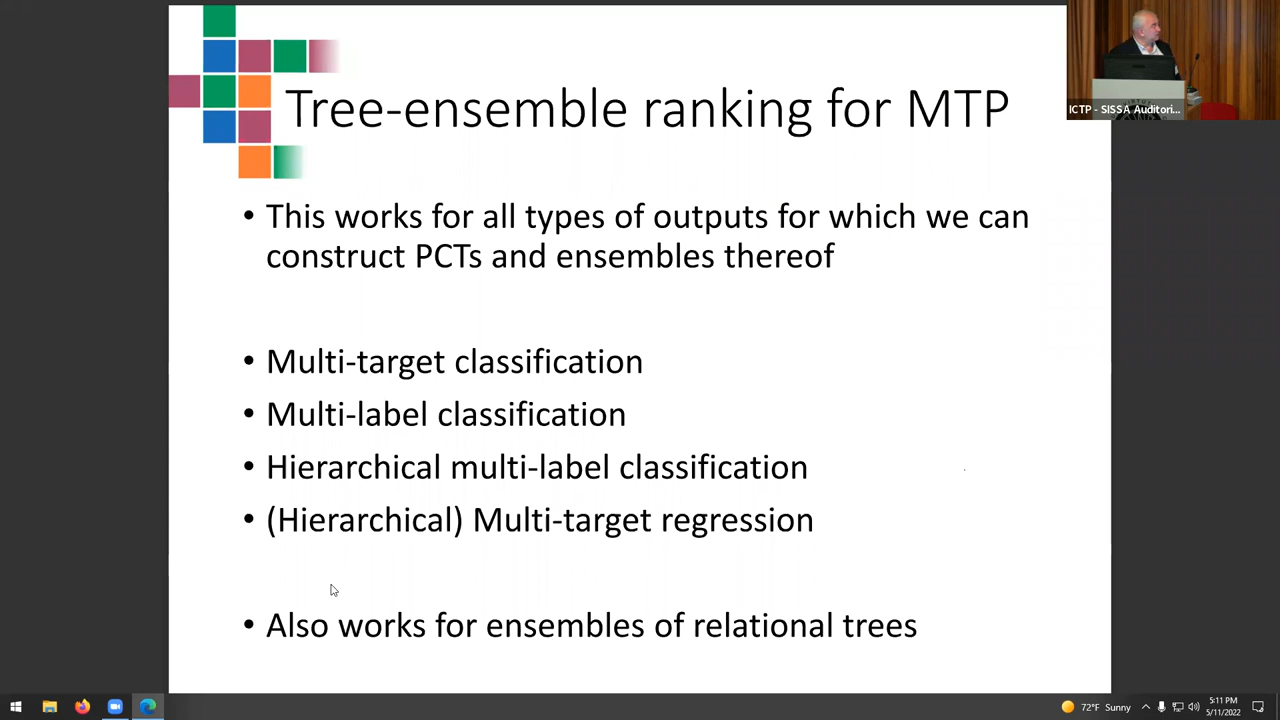 Tree-ensemble ranking for MTP
• This works for all types of outputs for which we can
construct PCTs and ensembles thereof
• Multi-target classification
• Multi-label classification
• Hierarchical multi-label classification
• (Hierarchical) Multi-target regression
• Also works for ensembles of relational trees
ICTP - SISSA Auditori...
72°F Sunny
5:11 PM
5/11/2022